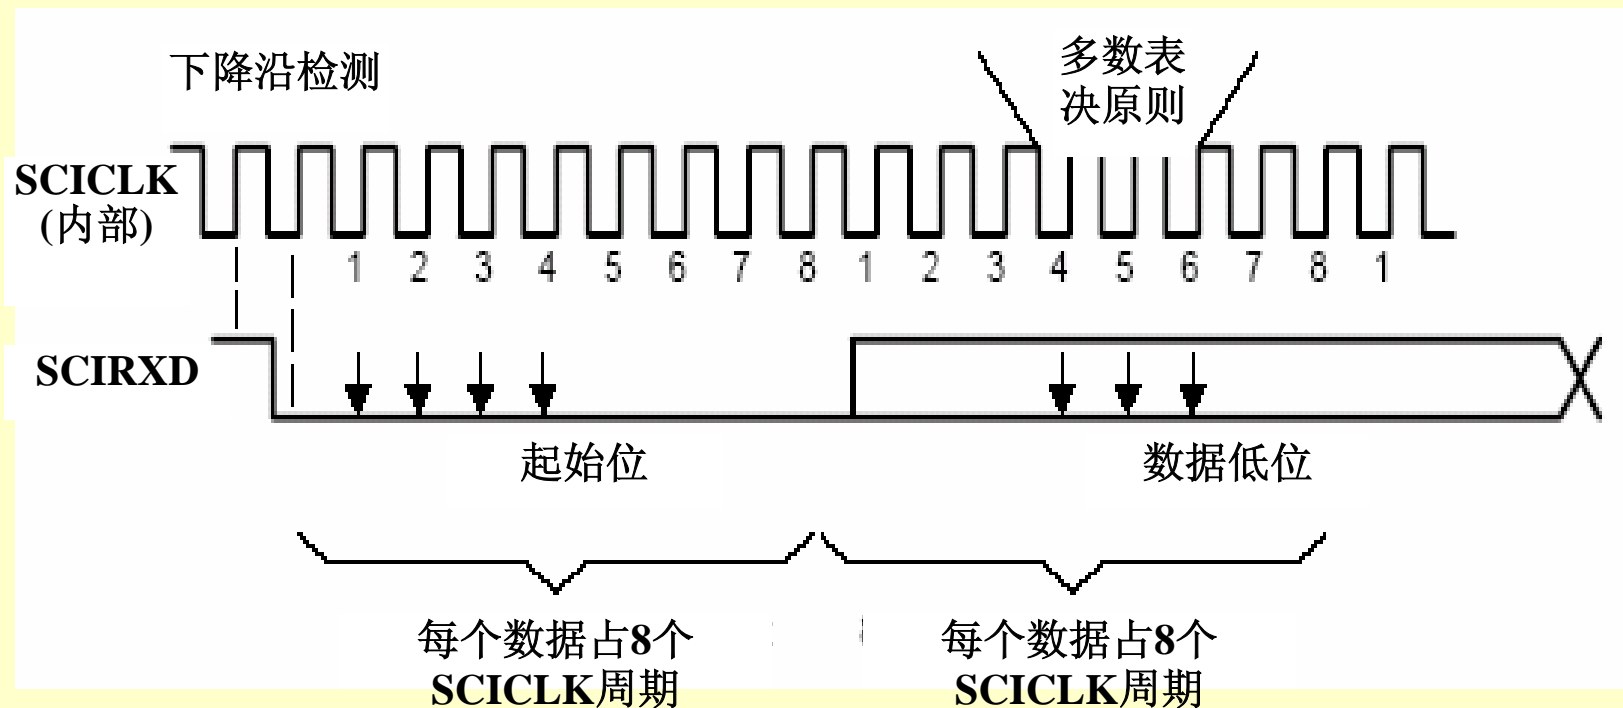 下降沿检测
多数表
决原则
SCICLK
(内部)
1 2 3 4 5 6 7 8 1 2 3 4 5 6 7 8 1
SCIRXD
起始位
数据低位
每个数据占8个
SCICLK周期
每个数据占8个
SCICLK周期